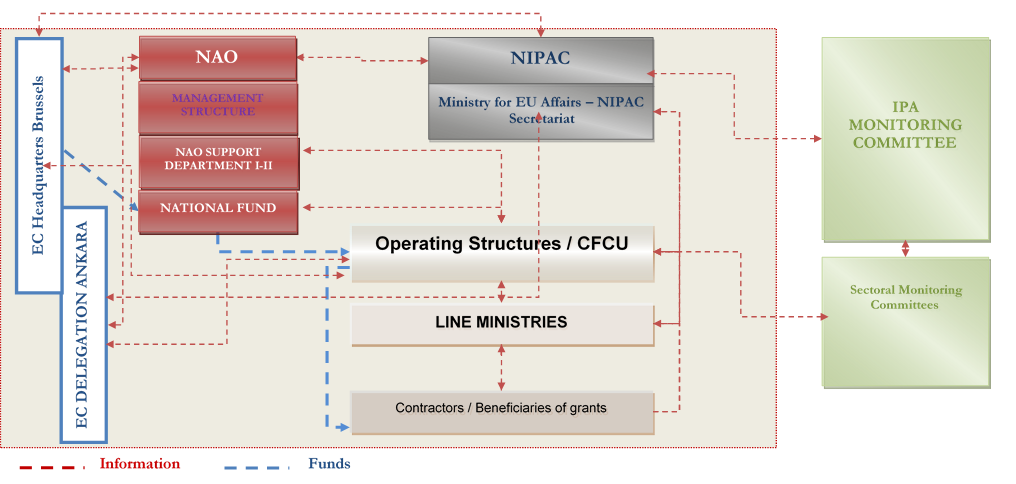 EC Headquarters Brussels
EC DELEGATION ANKARA
NAO
MANAGEMENT
STRUCTURE
NAO SUPPORT
DEPARTMENT I-II
NATIONAL FUND
NIPAC
Ministry for EU Affairs – NIPAC
Secretariat
Operating Structures / CFCU
LINE MINISTRIES
Contractors / Beneficiaries of grants
IPA
MONITORING
COMMITTEE
Sectoral Monitoring
Committees
Information
Funds